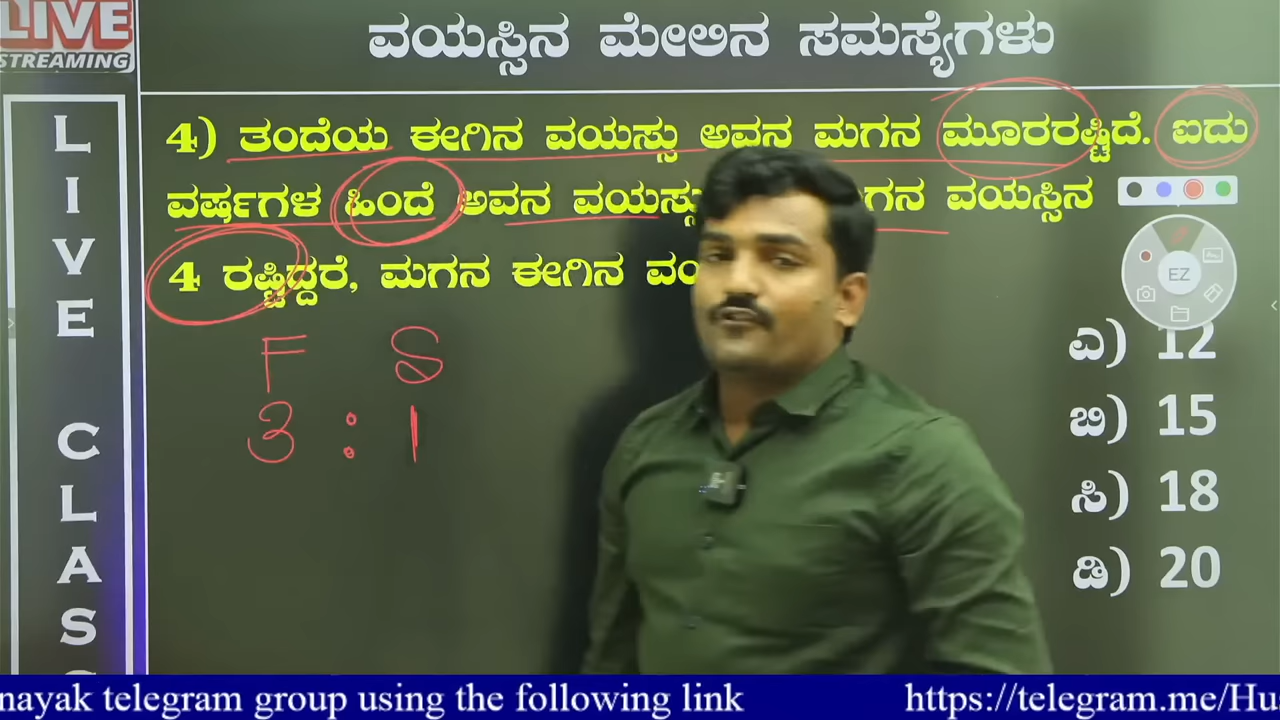 LIVE
STREAMING
ವಯಸ್ಸಿನ ಮೇಲಿನ ಸಮಸ್ಯೆಗಳು
L
I
V
E
C
L
A
S
4) ತಂದೆಯ ಈಗಿನ ವಯಸ್ಸು ಅವನ ಮಗನ ಮೂರರಷ್ಟಿದೆ. ಐದು
ವರ್ಷಗಳ ಹಿಂದೆ ಅವನ ವಯಸ್ಸು ವಯಸ್ಸಿನ
4 ರಷ್ಟಿದ್ದರೆ, ಮಗನ ಈಗಿನ
EZ
F S
3 : 1
ಎ) 12
ಬಿ) 15
ಸಿ) 18
ಡಿ) 20
nayak telegram group using the following link https://telegram.me/Hu